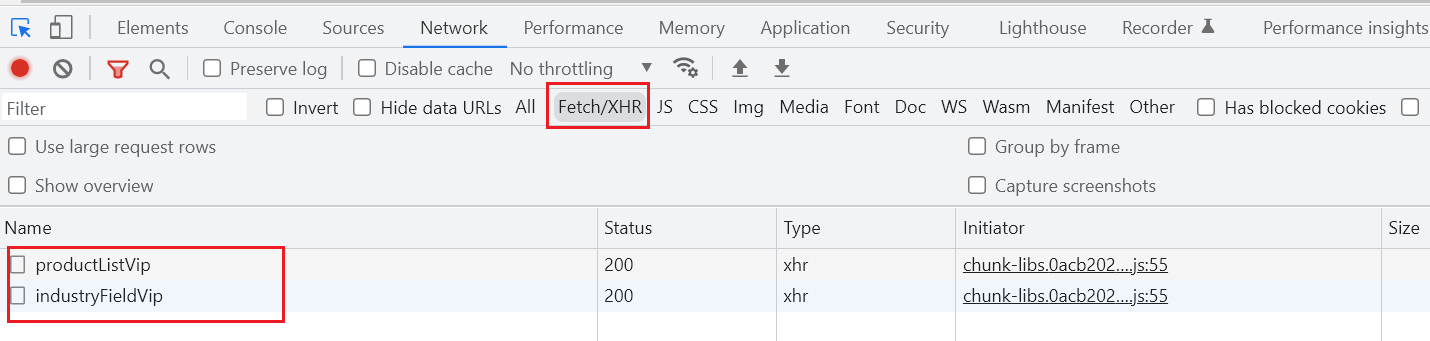 Elements Console Sources Network Performance Memory Application Security Lighthouse Recorder Performance insights
Preserve log Disable cache No throttling
Filter Invert Hide data URLs All Fetch/XHR JS CSS Img Media Font Doc WS Wasm Manifest Other Has blocked cookies
Use large request rows Group by frame
Show overview Capture screenshots
Name Status Type Initiator Size
productListVip 200 xhr chunk-libs.0acb202....js:55
industryFieldVip 200 xhr chunk-libs.0acb202....js:55